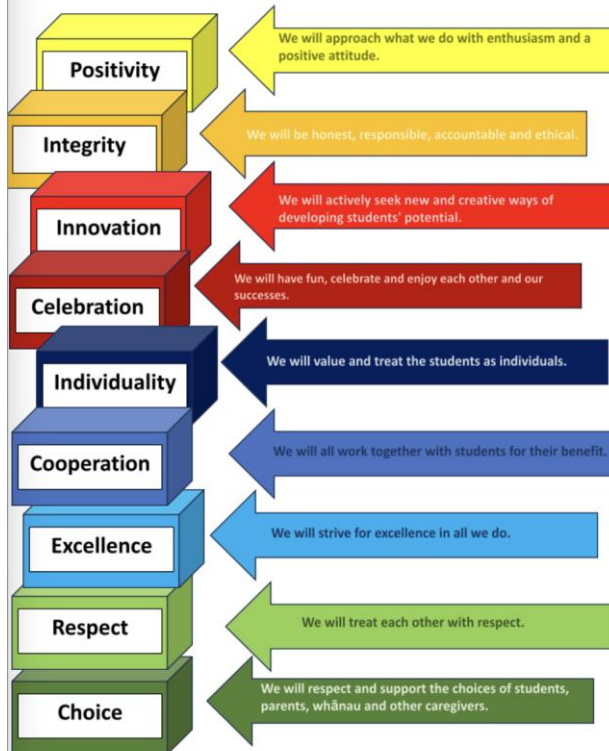 Positivity
We will approach what we do with enthusiasm and a
positive attitude.
Integrity
We will be honest, responsible, accountable and ethical.
Innovation
We will actively seek new and creative ways of
developing students' potential.
Celebration
We will have fun, celebrate and enjoy each other and our
successes.
Individuality
We will value and treat the students as individuals.
Cooperation
We will all work together with students for their benefit.
Excellence
We will strive for excellence in all we do.
Respect
We will treat each other with respect.
Choice
We will respect and support the choices of students,
parents, whānau and other caregivers.